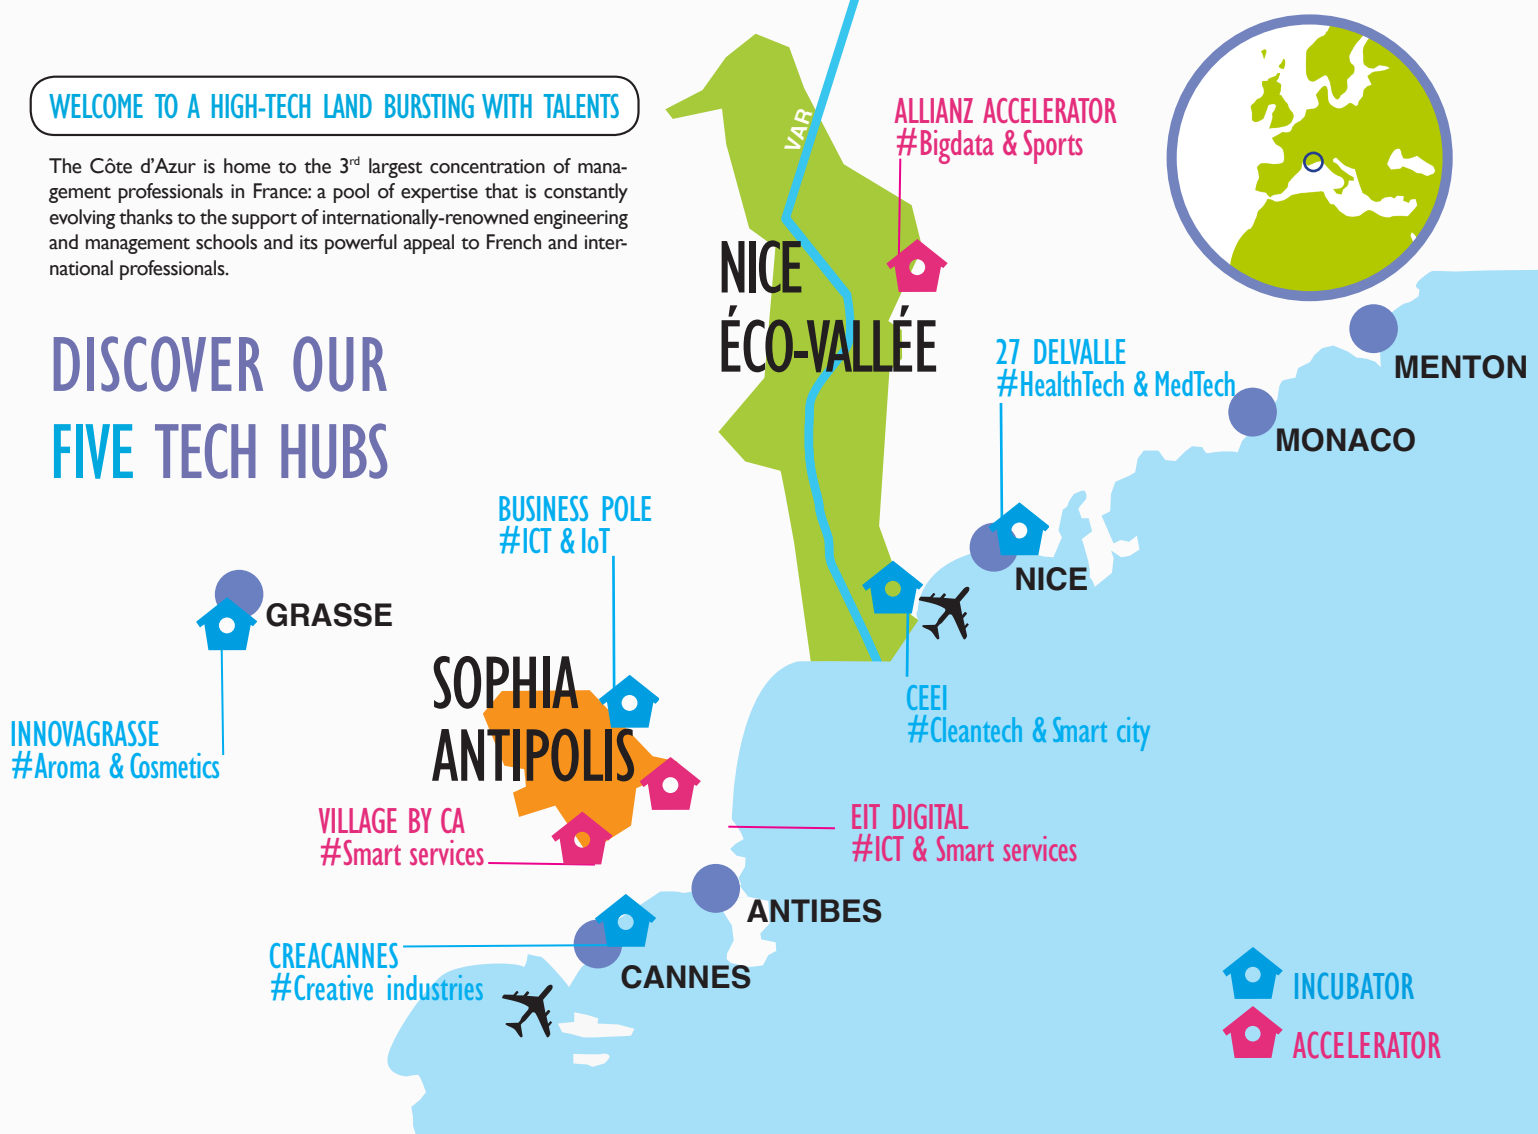 WELCOME TO A HIGH-TECH LAND BURSTING WITH TALENTS
The Côte d'Azur is home to the 3rd largest concentration of mana-
gement professionals in France: a pool of expertise that is constantly
evolving thanks to the support of internationally-renowned engineering
and management schools and its powerful appeal to French and inter-
national professionals.
DISCOVER OUR
FIVE TECH HUBS
VAR
ALLIANZ ACCELERATOR
#Bigdata & Sports
NICE
ÉCO-VALLÉE
27 DELVALLE
#HealthTech & MedTech
MENTON
MONACO
BUSINESS POLE
#ICT & IoT
NICE
GRASSE
SOPHIA
ANTIPOLIS
CEEI
#Cleantech & Smart city
INNOVAGRASSE
#Aroma & Cosmetics
VILLAGE BY CA
#Smart services
EIT DIGITAL
#ICT & Smart services
ANTIBES
CREACANNES
#Creative industries
CANNES
INCUBATOR
ACCELERATOR